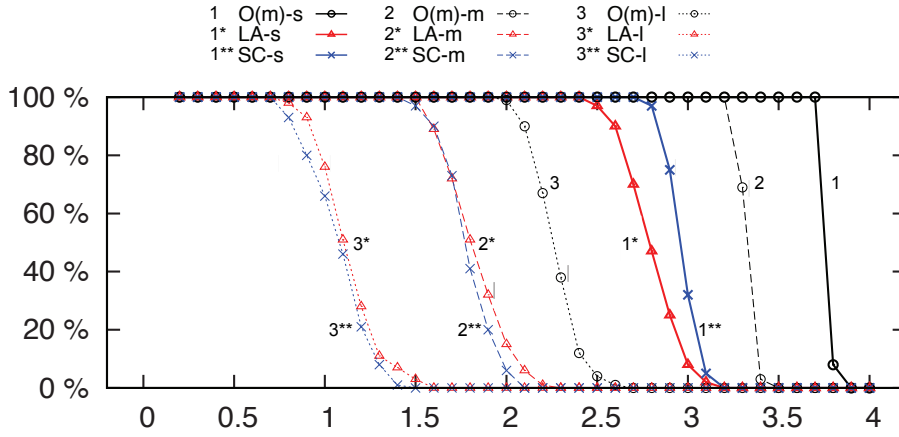 1 O(m)-s 2 O(m)-m 3 O(m)-l
1* LA-s 2* LA-m 3* LA-l
1** SC-s 2** SC-m 3** SC-l
100 %
80 %
3 2 1
60 %
3* 2* 1*
40 %
3** 2** 1**
20 %
0 %
0 0.5 1 1.5 2 2.5 3 3.5 4